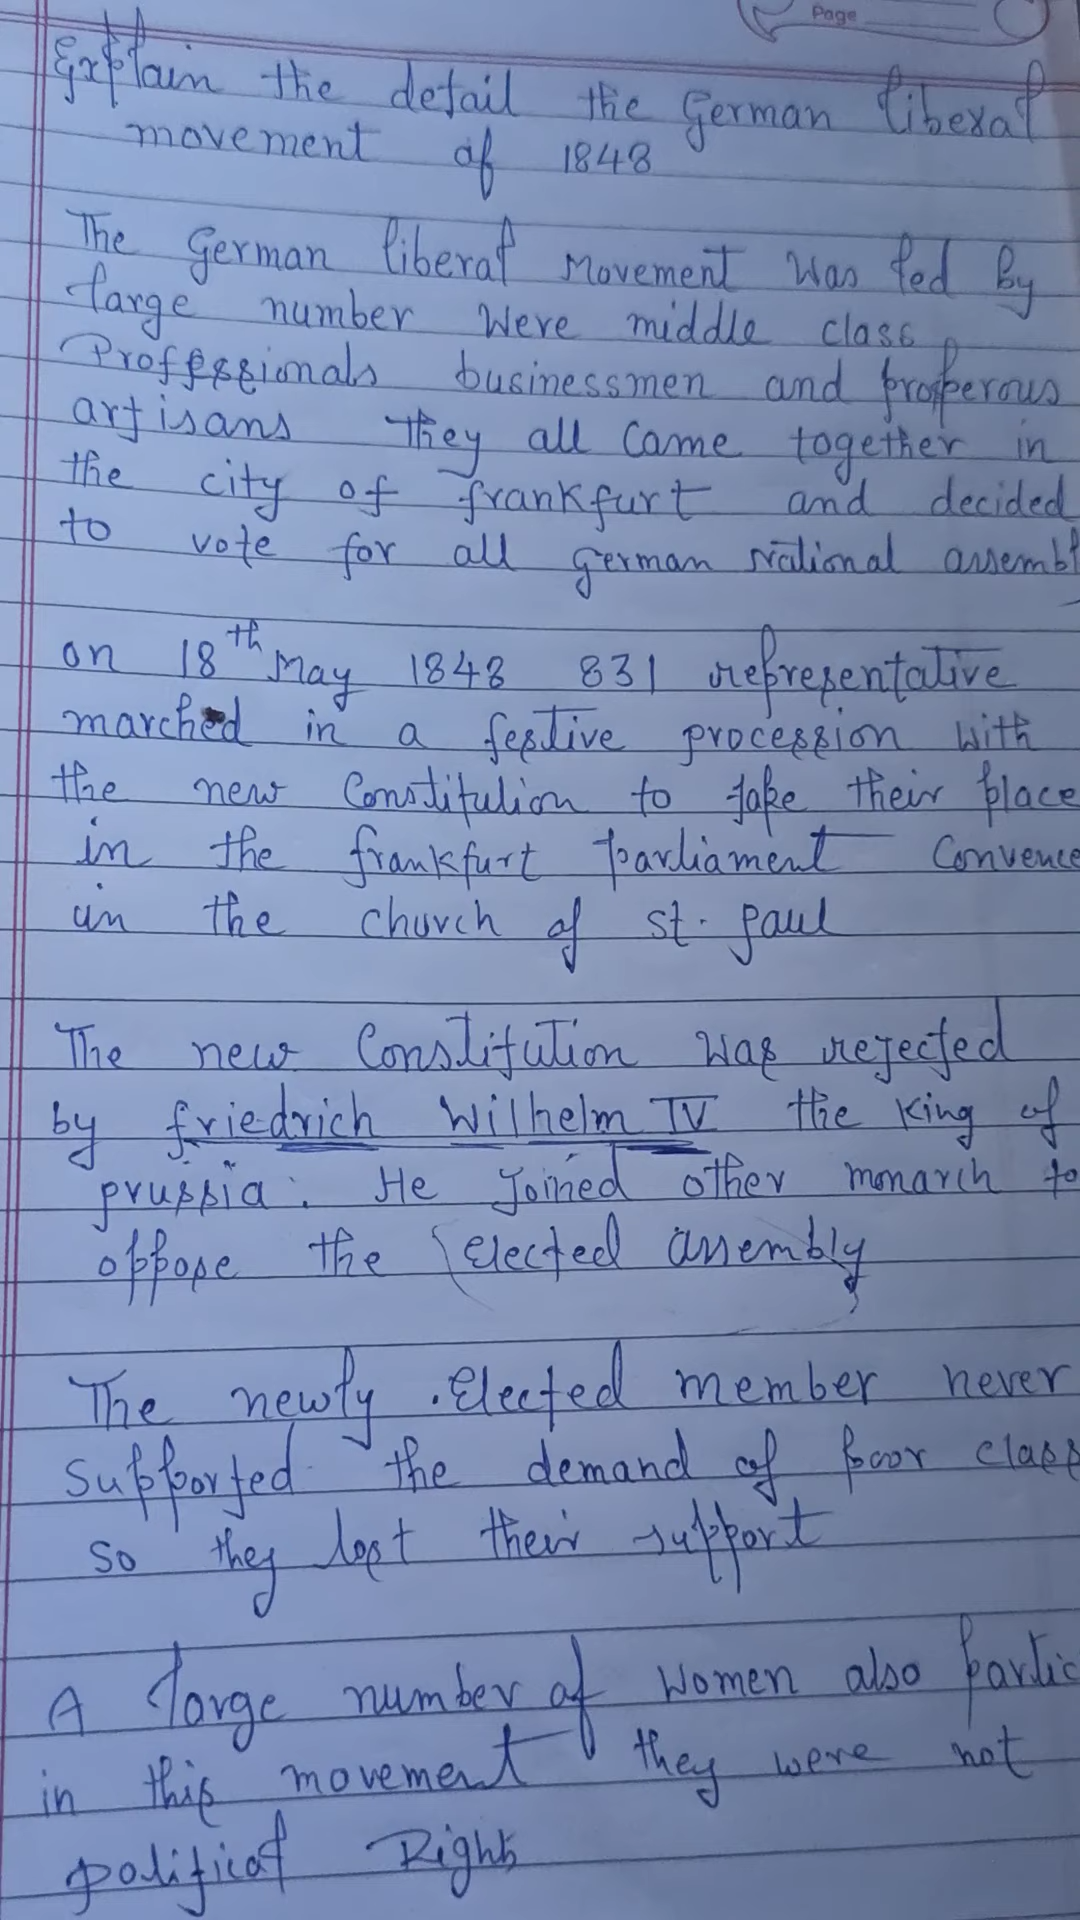 Page
Explain the detail the German liberal
movement of 1848
The German liberal movement was led by
large number were middle class
Proffessionals businessmen and prosperous
artisans They all came together in
the city of frankfurt and decided
to vote for all German National assembl
on 18th May 1848 831 representative
marched in a festive procession with
the new Constitution to take their place
in the frankfurt parliament Convence
in the church of st. paul
The new Constitution was rejected
by friedrich Wilhelm IV the King of
prussia. He joined other monarch to
oppose the Elected assembly
The newly Elected member never
supported the demand of poor class
so they lost their support
A large number of women also partic
in this movement they were not
political Rights